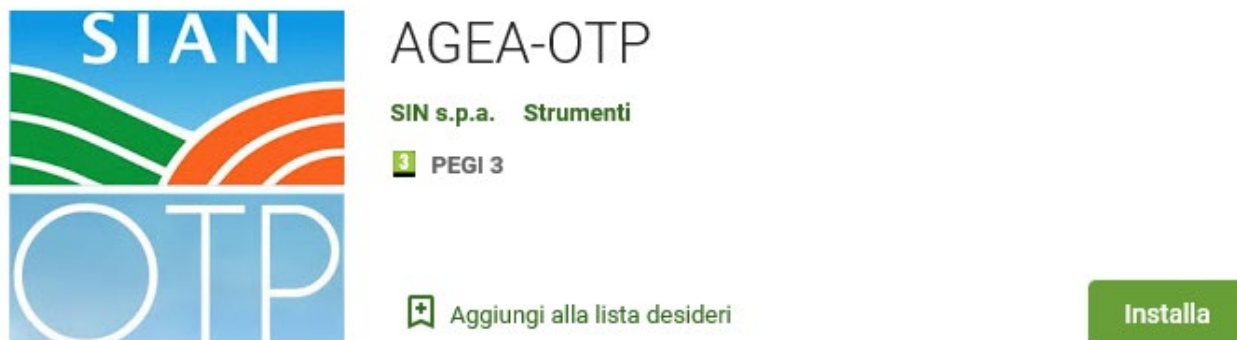 SIAN
OTP
AGEA-OTP
SIN s.p.a. Strumenti
3 PEGI 3
Aggiungi alla lista desideri
Installa